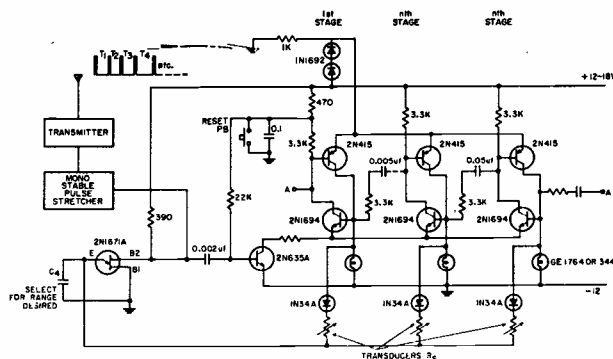 1st STAGE
nth STAGE
nth STAGE
T1 T2 T3 T4 etc.
1K
1N1692
+12-18V
470
3.3K
3.3K
RESET PB
0.1
TRANSMITTER
3.3K
2N415
0.005uf
2N415
0.05uf
2N415
MONO STABLE PULSE STRETCHER
A
3.3K
3.3K
A
390
22K
2N1694
2N1694
2N1694
2N1671A
0.002uf
2N635A
E
B2
B1
C4
SELECT FOR RANGE DESIRED
GE1764 OR 344
-12
1N34A
1N34A
1N34A
TRANSDUCERS